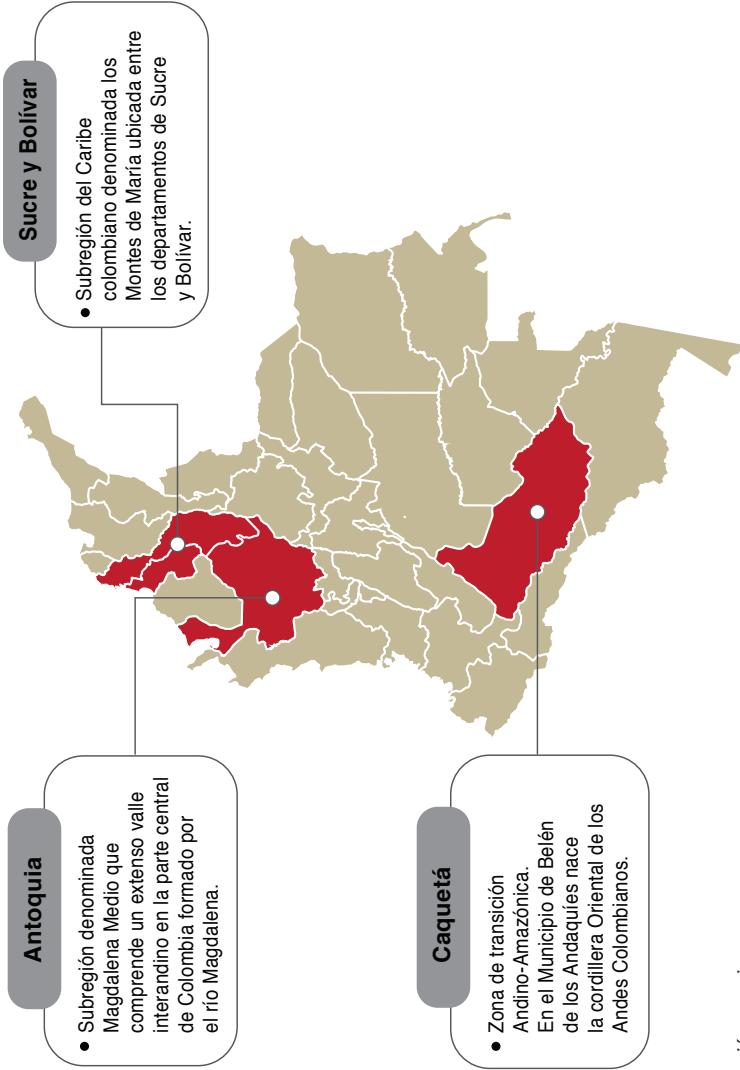 Antoquia
• Subregión denominada
Magdalena Medio que
comprende un extenso valle
interandino en la parte central
de Colombia formado por
el río Magdalena.
Sucre y Bolívar
• Subregión del Caribe
colombiano denominada los
Montes de María ubicada entre
los departamentos de Sucre
y Bolívar.
Caquetá
• Zona de transición
Andino-Amazónica.
En el Municipio de Belén
de los Andaquíes nace
la cordillera Oriental de los
Andes Colombianos.